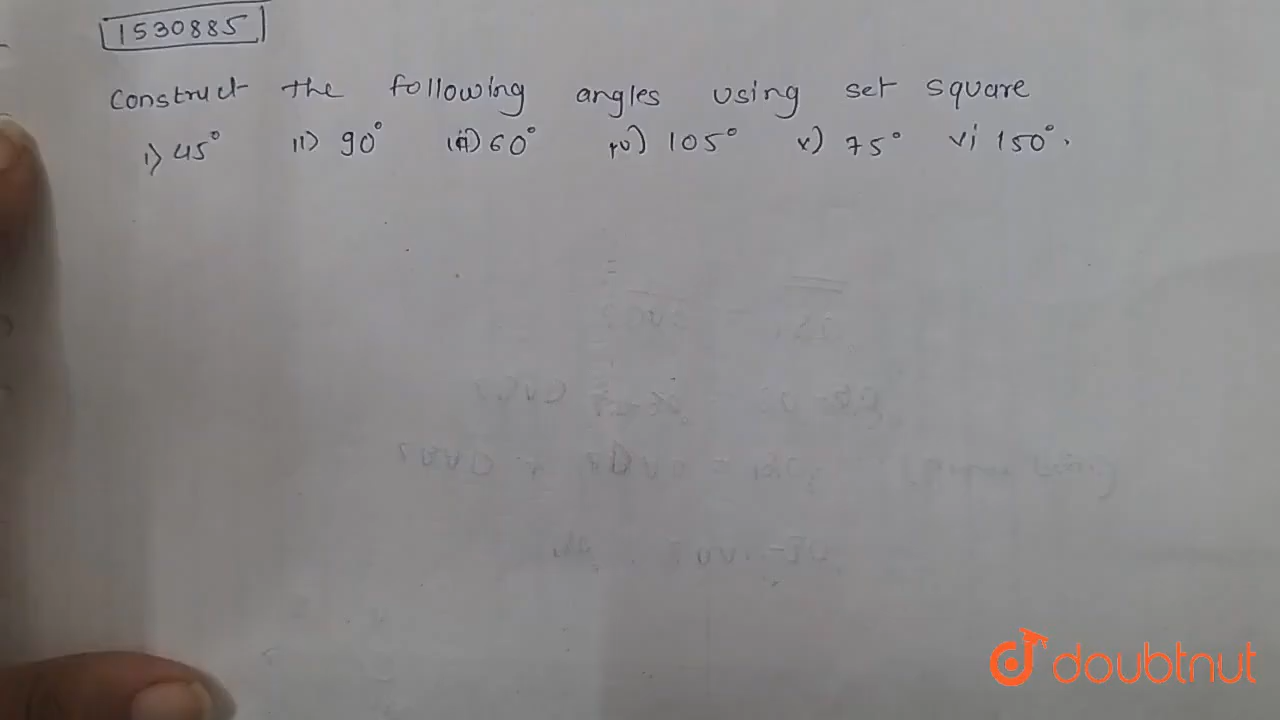 1530885
construct the following angles using set square
i) 45° ii) 90° iii) 60° iv) 105° v) 75° vi 150°.
doubtnut